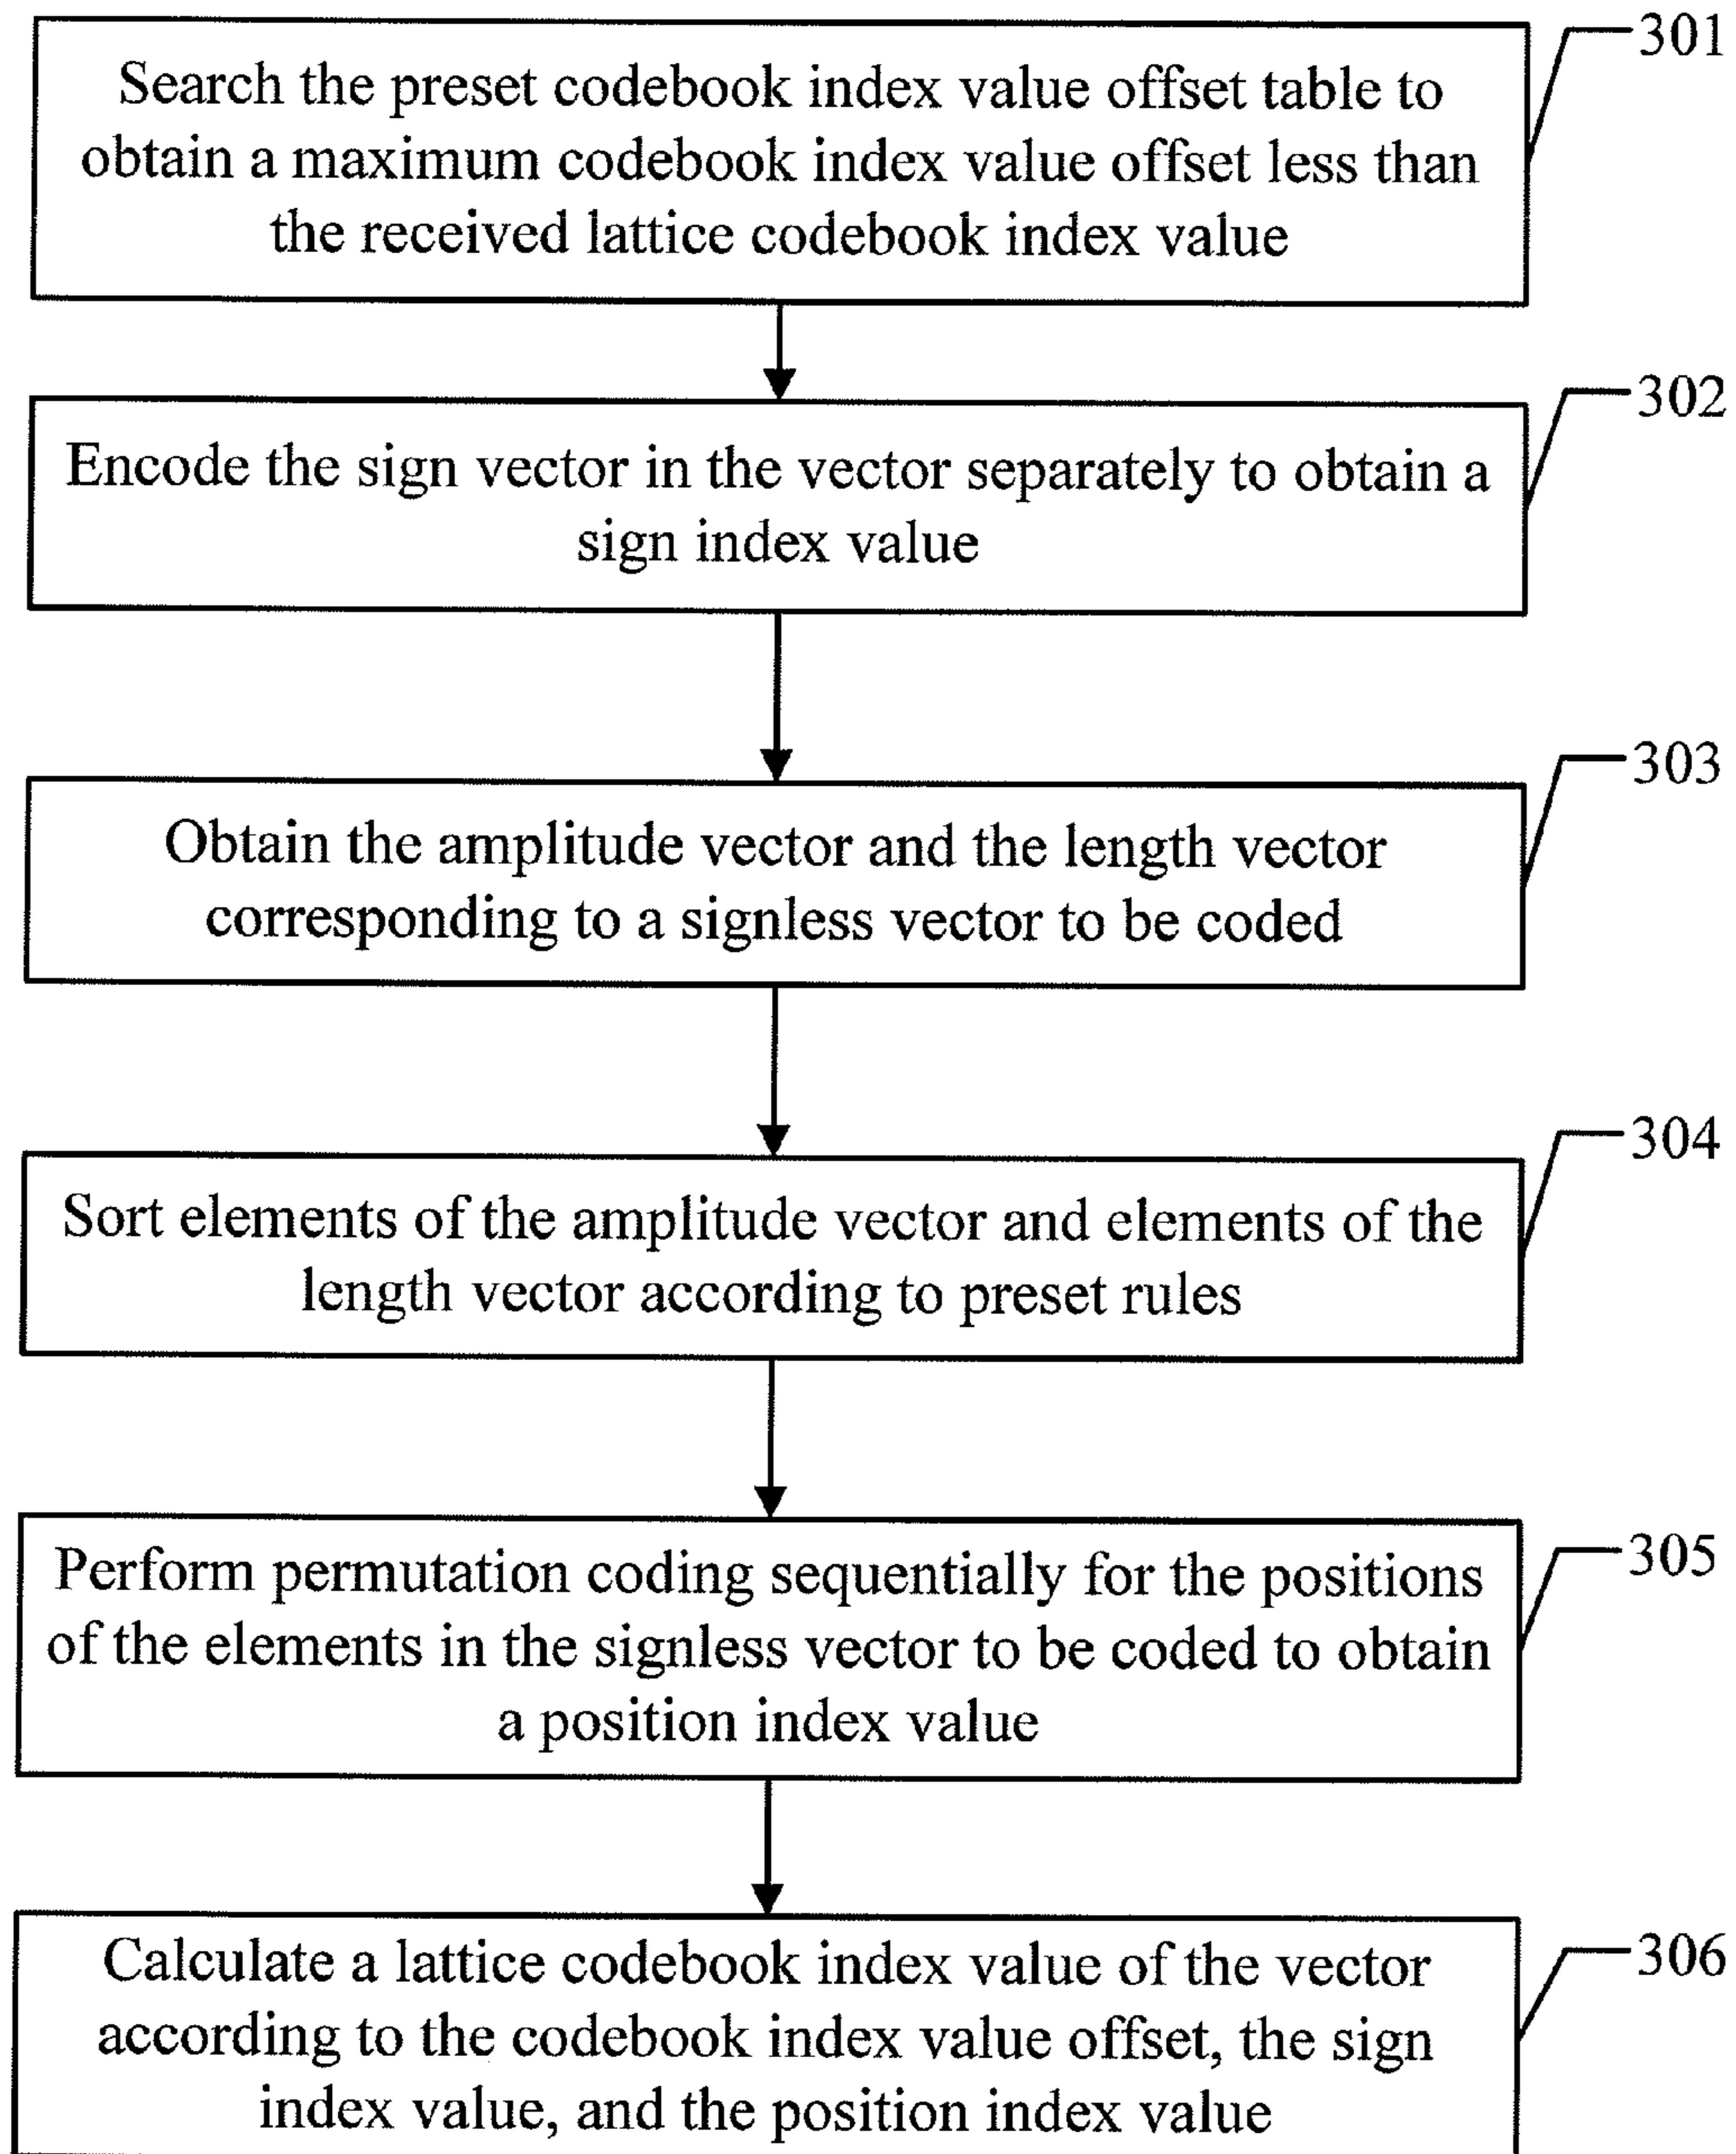 301
Search the preset codebook index value offset table to
obtain a maximum codebook index value offset less than
the received lattice codebook index value
302
Encode the sign vector in the vector separately to obtain a
sign index value
303
Obtain the amplitude vector and the length vector
corresponding to a signless vector to be coded
304
Sort elements of the amplitude vector and elements of the
length vector according to preset rules
305
Perform permutation coding sequentially for the positions
of the elements in the signless vector to be coded to obtain
a position index value
306
Calculate a lattice codebook index value of the vector
according to the codebook index value offset, the sign
index value, and the position index value